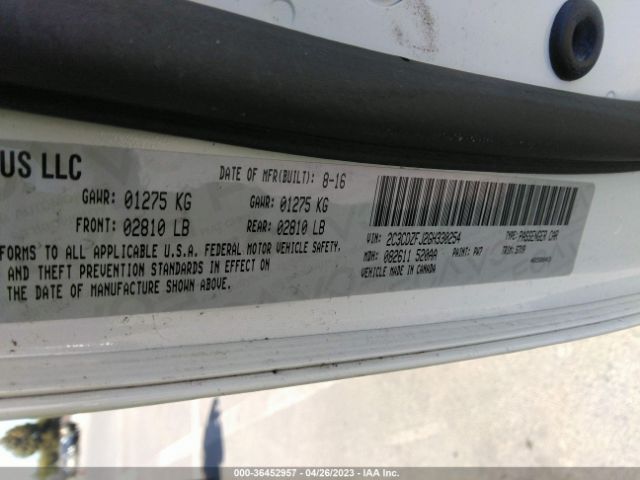 US LLC
DATE OF MFR(BUILT): 8-16
GAWR: 01275 KG GAWR: 01275 KG
FRONT: 02810 LB REAR: 02810 LB
FORMS TO ALL APPLICABLE U.S.A. FEDERAL MOTOR VEHICLE SAFETY,
AND THEFT PREVENTION STANDARDS IN EFFECT ON
THE DATE OF MANUFACTURE SHOWN ABOVE.
VIN: 2C3CDZFJ2GH330254 TYPE: PASSENGER CAR
MDH: 082611 520AA PAINT: PW7 TRIM:
VEHICLE MADE IN CANADA
000-36452957 - 04/26/2023 - IAA Inc.